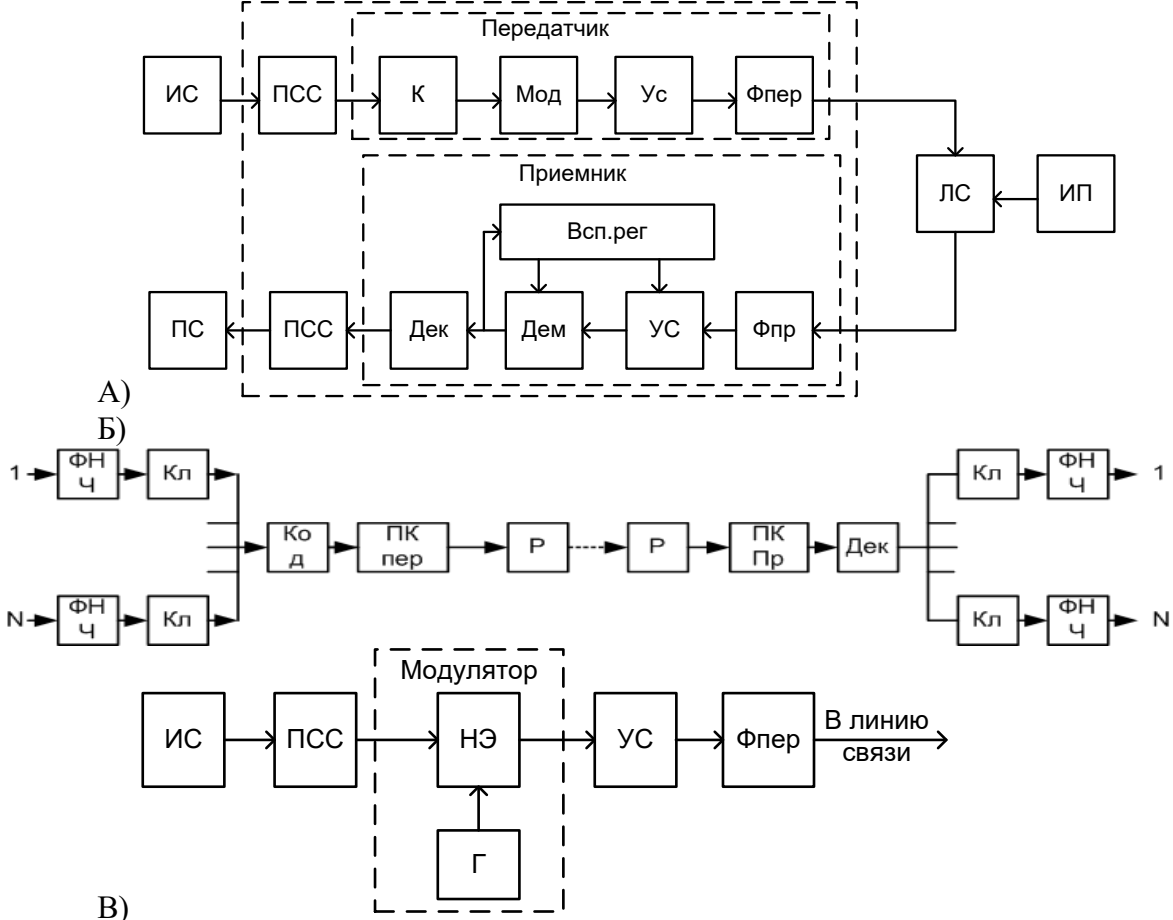 Передатчик
ИС
ПСС
К
Мод
Ус
Фпер
ЛС
ИП
Приемник
Всп.рег
ПС
ПСС
Дек
Дем
УС
Фпр
А)
Б)
1
ФН
Ч
Кл
Кл
ФН
Ч
1
Ко
д
ПК
пер
Р
Р
ПК
Пр
Дек
N
ФН
Ч
Кл
Кл
ФН
Ч
N
Модулятор
ИС
ПСС
НЭ
УС
Фпер
В линию
связи
Г
В)